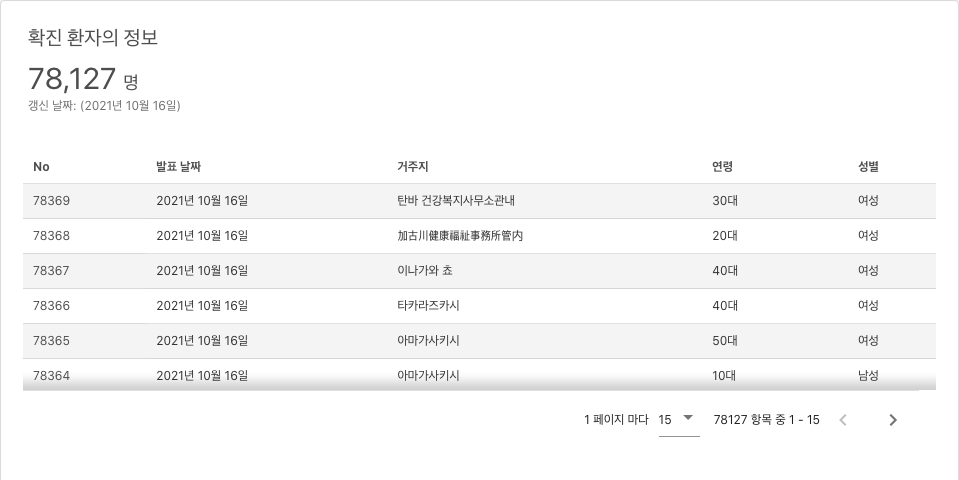 확진 환자의 정보
78,127 명
갱신 날짜: (2021년 10월 16일)
No 발표 날짜 거주지 연령 성별
78369 2021년 10월 16일 탄바 건강복지사무소관내 30대 여성
78368 2021년 10월 16일 加古川健康福祉事務所管内 20대 여성
78367 2021년 10월 16일 이나가와 쵸 40대 여성
78366 2021년 10월 16일 타카라즈카시 40대 여성
78365 2021년 10월 16일 아마가사키시 50대 여성
78364 2021년 10월 16일 아마가사키시 10대 남성
1 페이지 마다 15 78127 항목 중 1 - 15